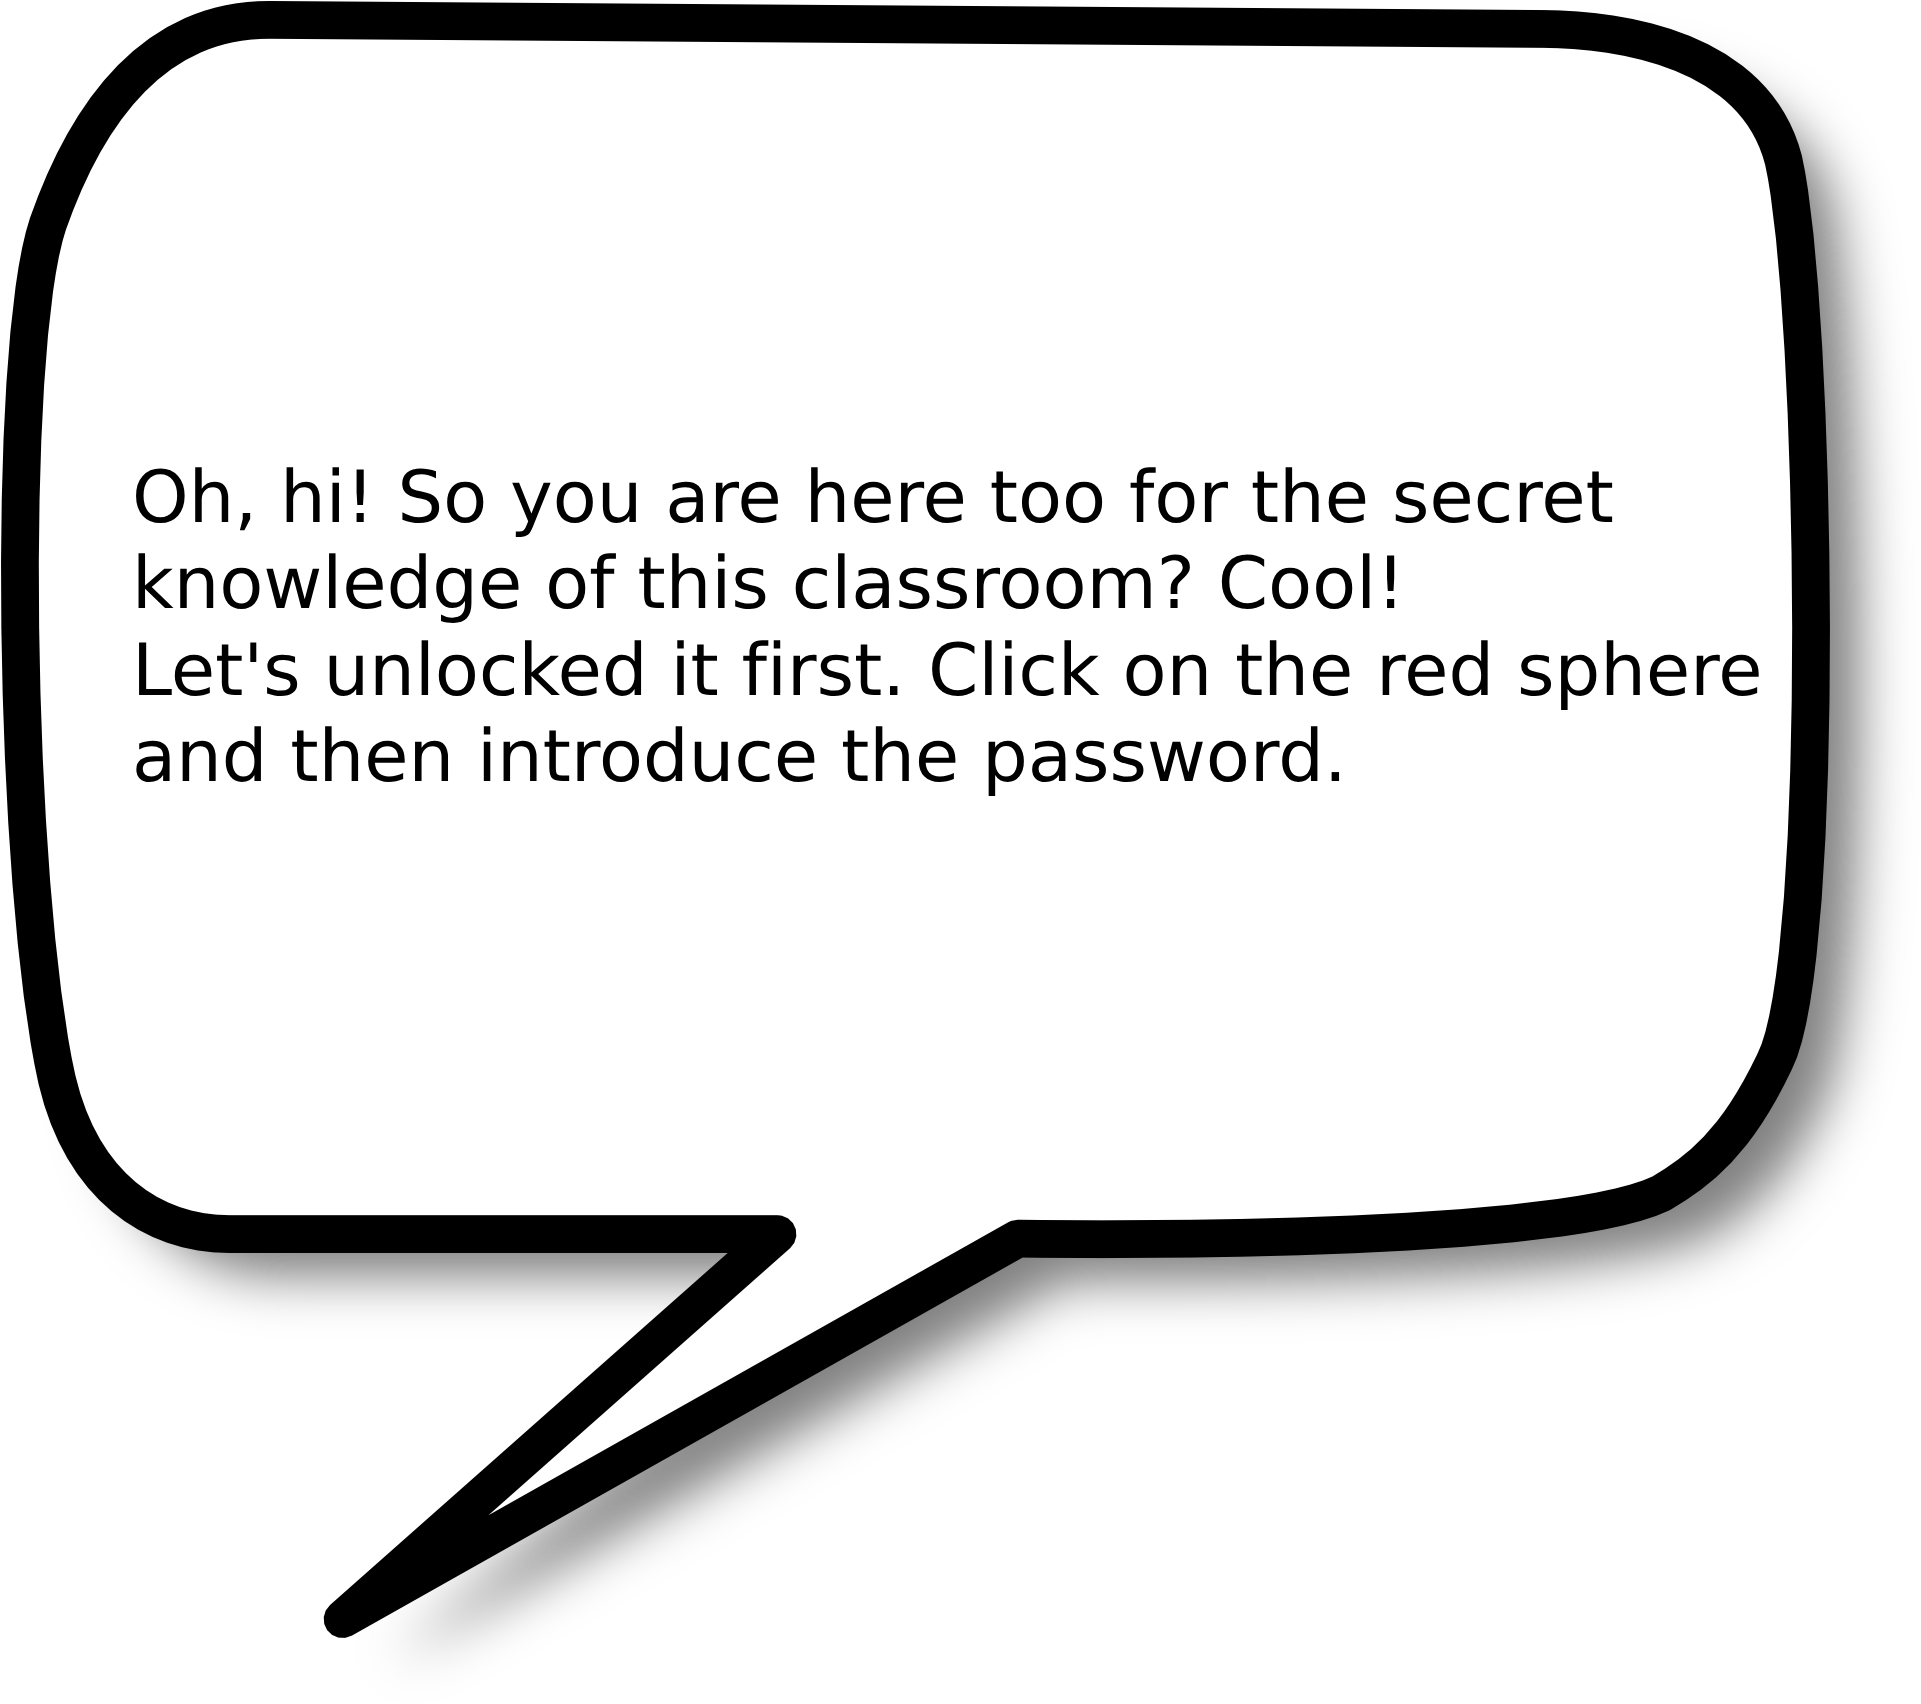 Oh, hi! So you are here too for the secret
knowledge of this classroom? Cool!
Let's unlocked it first. Click on the red sphere
and then introduce the password.